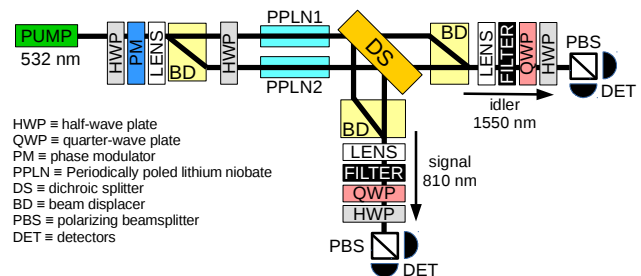 PUMP
532 nm
HWP
PM
LENS
BD
HWP
PPLN1
PPLN2
DS
BD
LENS
FILTER
QWP
HWP
PBS
DET
idler
1550 nm
BD
LENS
FILTER
QWP
HWP
signal
810 nm
PBS
DET
HWP ≡ half-wave plate
QWP ≡ quarter-wave plate
PM ≡ phase modulator
PPLN ≡ Periodically poled lithium niobate
DS ≡ dichroic splitter
BD ≡ beam displacer
PBS ≡ polarizing beamsplitter
DET ≡ detectors